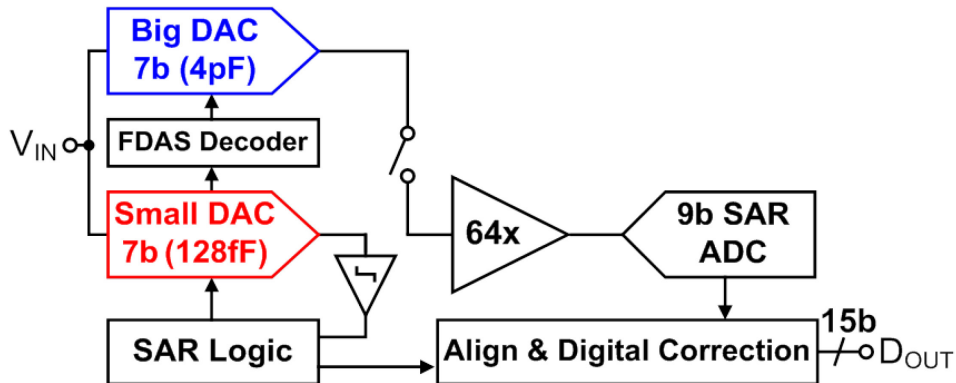 Big DAC
7b (4pF)
FDAS Decoder
VIN
Small DAC
7b (128fF)
64x
9b SAR
ADC
SAR Logic
Align & Digital Correction
15b
DOUT